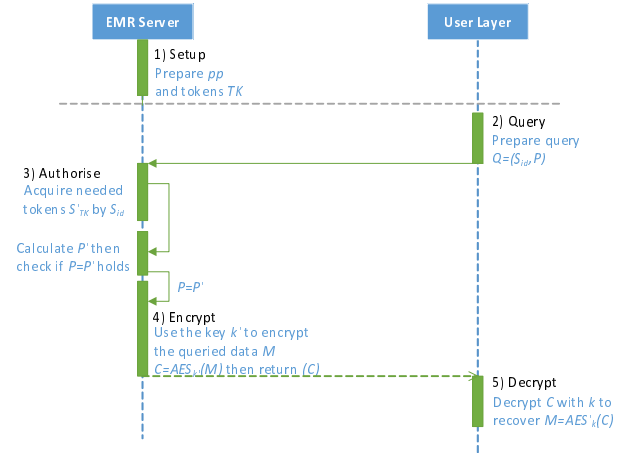 EMR Server
User Layer
1) Setup
Prepare pp
and tokens TK
2) Query
Prepare query
Q=(Sid,P)
3) Authorise
Acquire needed
tokens S'TK by Sid
Calculate P' then
check if P=P' holds
P=P'
4) Encrypt
Use the key k' to encrypt
the queried data M
C=AESk'(M) then return (C)
5) Decrypt
Decrypt C with k to
recover M=AES'k(C)